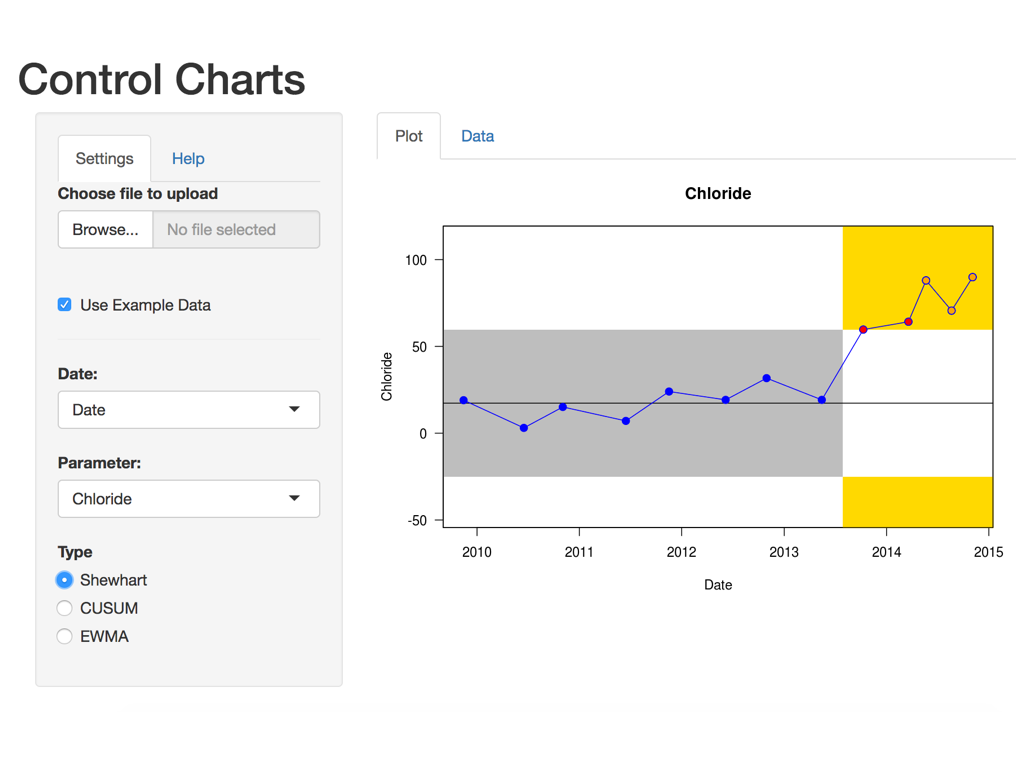 Control Charts
Settings
Help
Choose file to upload
Browse...
No file selected
Use Example Data
Date:
Date
Parameter:
Chloride
Type
Shewhart
CUSUM
EWMA
Plot
Data
Chloride
Chloride
100
50
0
-50
2010 2011 2012 2013 2014 2015
Date